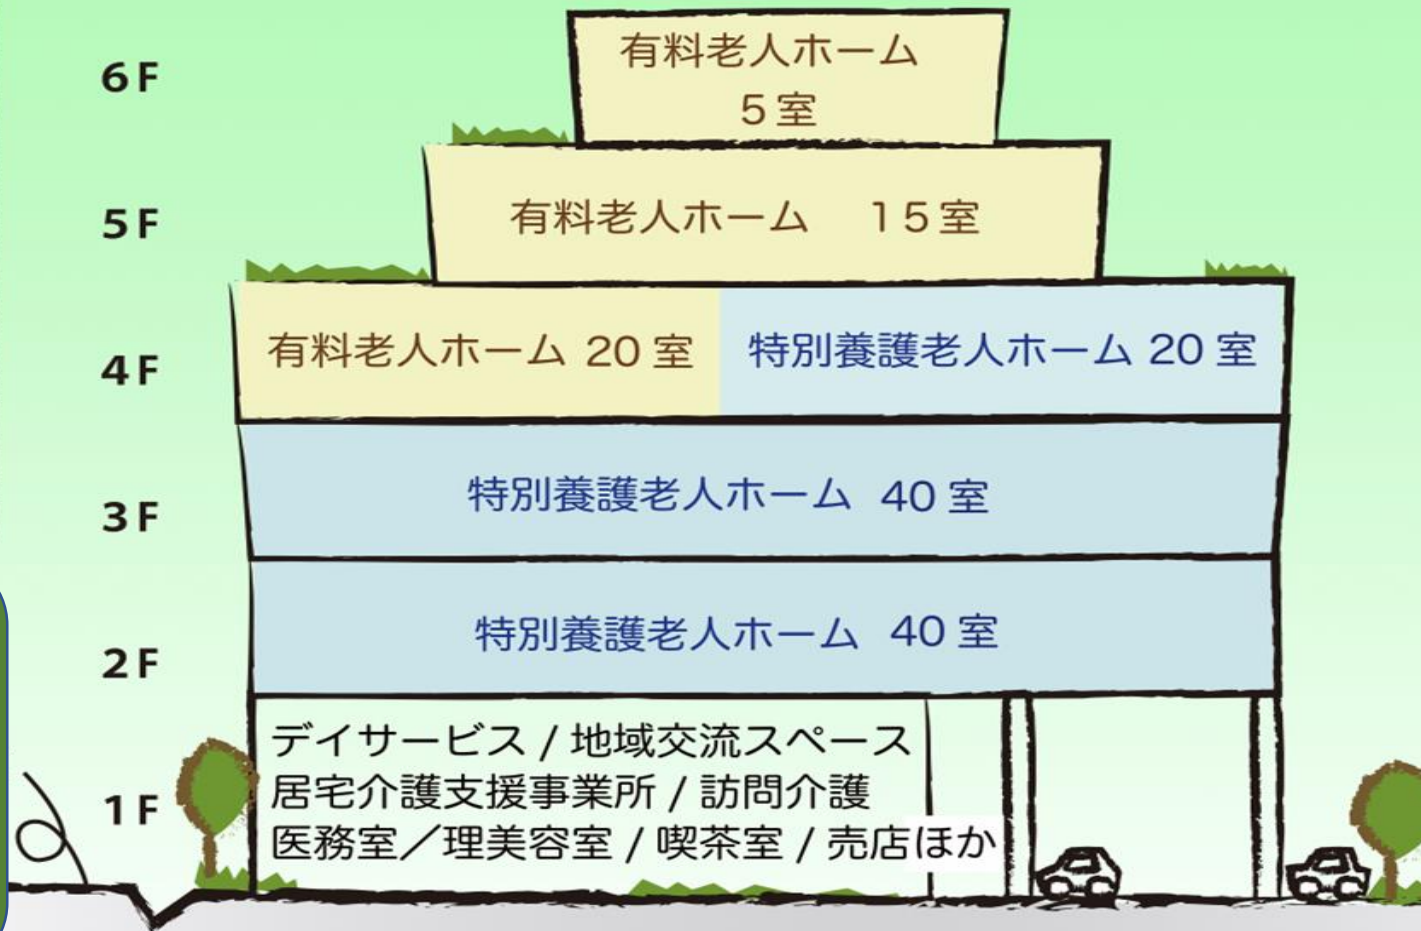 6F
有料老人ホーム
5室
5F
有料老人ホーム　15室
4F
有料老人ホーム 20 室
特別養護老人ホーム 20 室
3F
特別養護老人ホーム 40 室
2F
特別養護老人ホーム 40 室
1F
デイサービス / 地域交流スペース
居宅介護支援事業所 / 訪問介護
医務室／理美容室 / 喫茶室 / 売店ほか